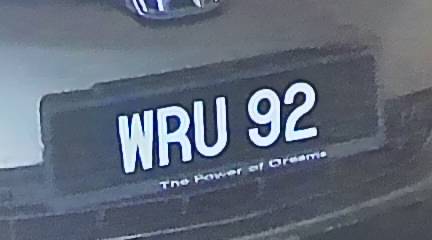 WRU 92
The Power of Dreams